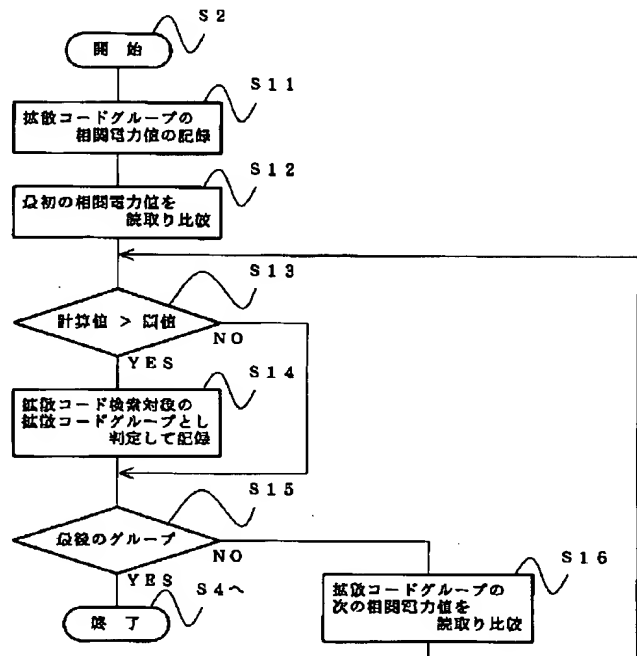 S2
開始
S11
拡散コードグループの
相関電力値の記録
S12
最初の相関電力値を
読取り比較
S13
計算値 > 閾値
NO
YES
S14
拡散コード検索対役の
拡散コードグループとし
判定して記録
S15
最後のグループ
NO
YES
S16
拡散コードグループの
次の相関電力値を
読取り比較
S4へ
終了